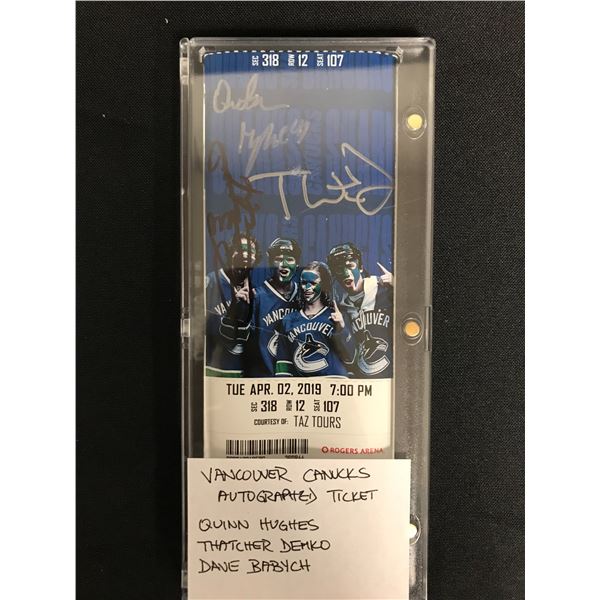 SEC 318 ROW 12 SEAT 107
VANCOUVER
VANCOUVER
VANCOUVER
TUE APR. 02, 2019 7:00 PM
SEC 318 ROW 12 SEAT 107
COURTESY OF: TAZ TOURS
ROGERS ARENA
VANCOUVER CANUCKS
AUTOGRAPHED TICKET
QUINN HUGHES
THATCHER DEMKO
DAVE BABYCH